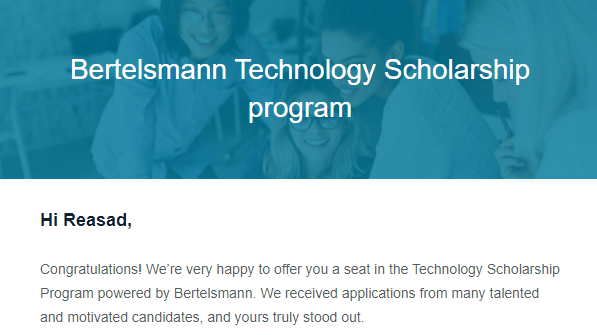 Bertelsmann Technology Scholarship
program
Hi Reasad,
Congratulations! We're very happy to offer you a seat in the Technology Scholarship
Program powered by Bertelsmann. We received applications from many talented
and motivated candidates, and yours truly stood out.